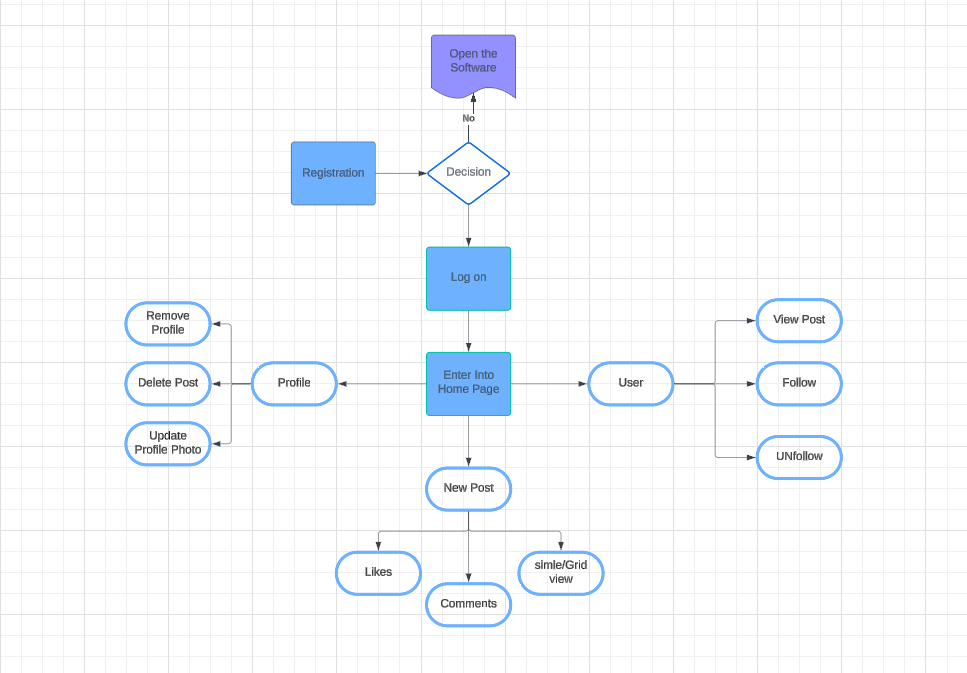 Open the
Software
No
Registration
Decision
Log on
Remove
Profile
View Post
Delete Post
Profile
Enter Into
Home Page
User
Follow
Update
Profile Photo
UNfollow
New Post
Likes
simle/Grid
view
Comments